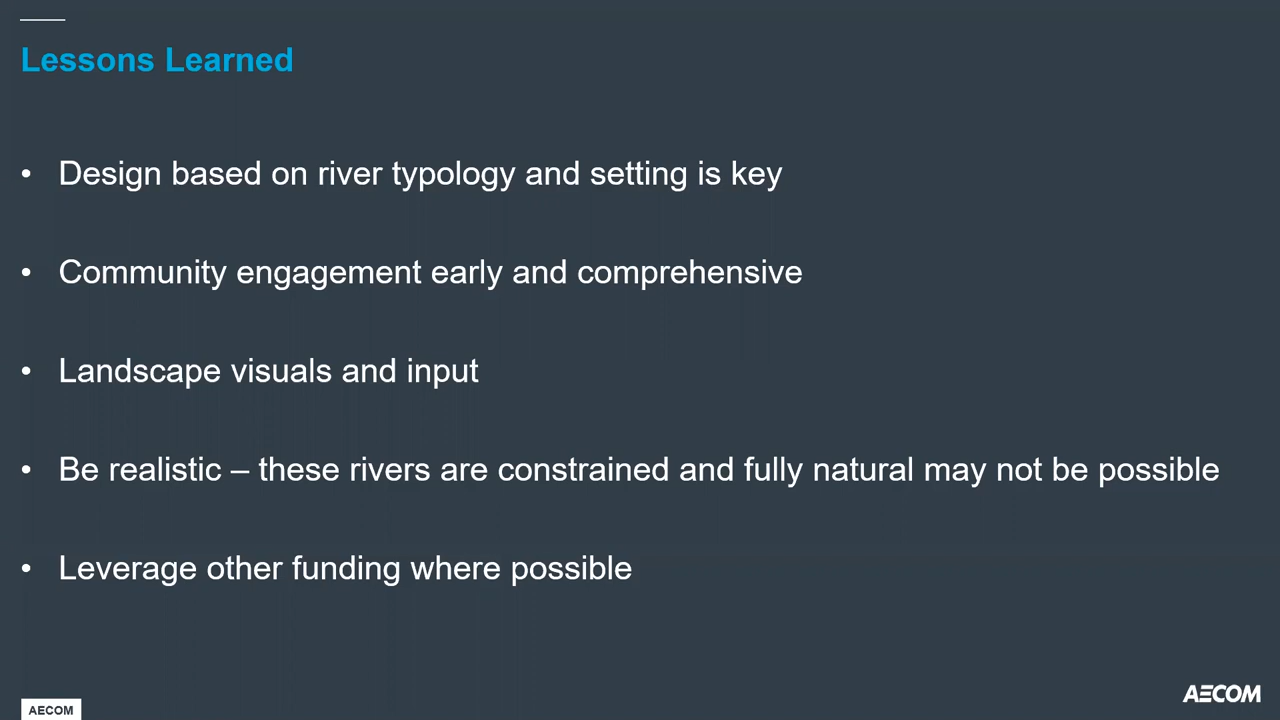 Lessons Learned
• Design based on river typology and setting is key
• Community engagement early and comprehensive
• Landscape visuals and input
• Be realistic – these rivers are constrained and fully natural may not be possible
• Leverage other funding where possible
AECOM
AECOM